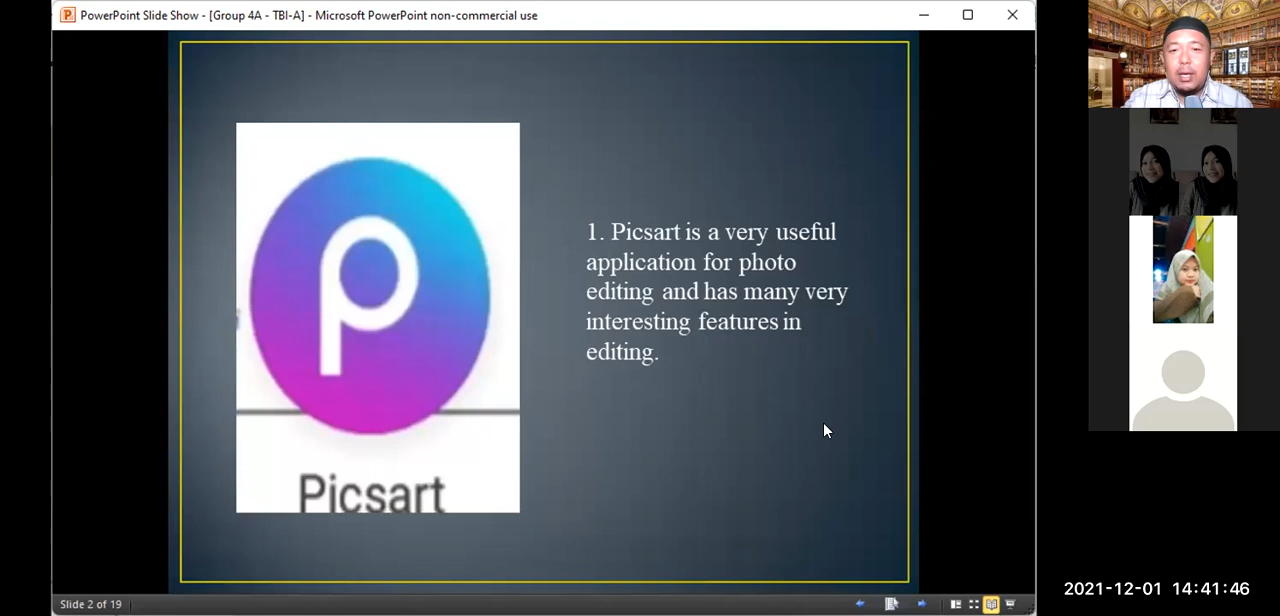 PowerPoint Slide Show - [Group 4A - TBI-A] - Microsoft PowerPoint non-commercial use
1. Picsart is a very useful
application for photo
editing and has many very
interesting features in
editing.
Picsart
Slide 2 of 19
2021-12-01 14:41:46